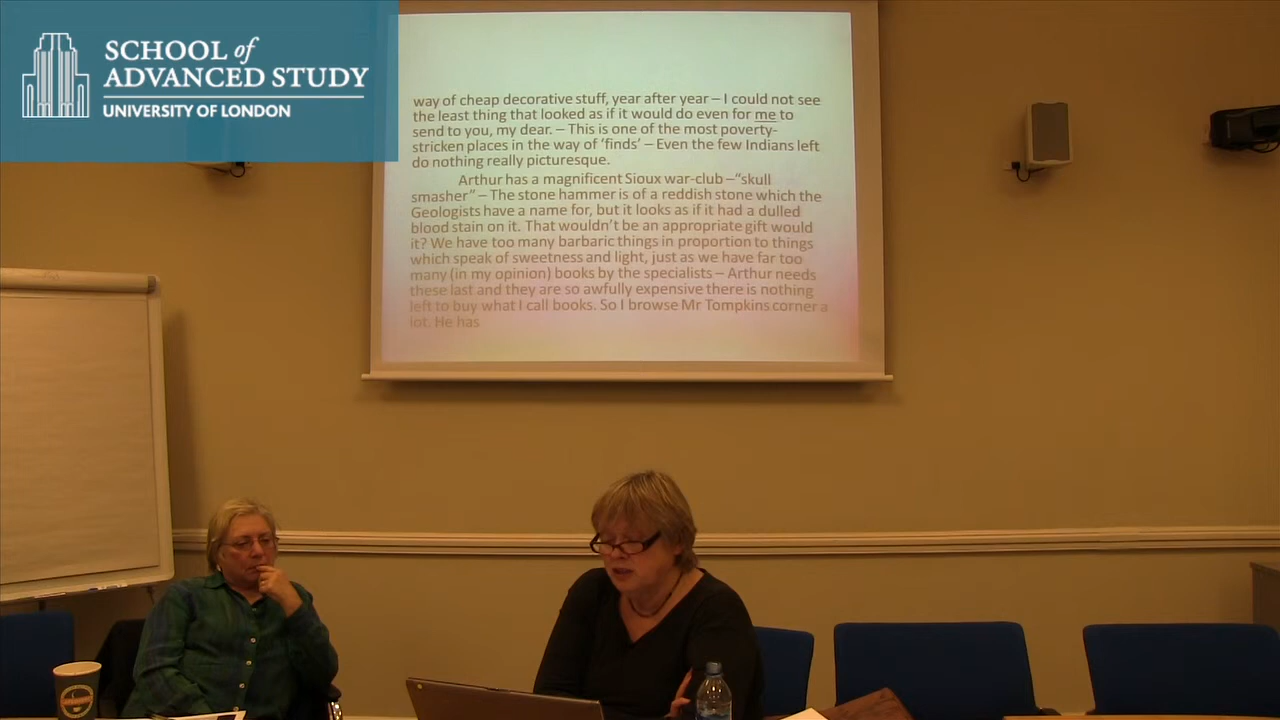 SCHOOL of
ADVANCED STUDY
UNIVERSITY OF LONDON
way of cheap decorative stuff, year after year – I could not see
the least thing that looked as if it would do even for me to
send to you, my dear. – This is one of the most poverty-
stricken places in the way of ‘finds’ – Even the few Indians left
do nothing really picturesque.
Arthur has a magnificent Sioux war-club –“skull
smasher” – The stone hammer is of a reddish stone which the
Geologists have a name for, but it looks as if it had a dulled
blood stain on it. That wouldn’t be an appropriate gift would
it? We have too many barbaric things in proportion to things
which speak of sweetness and light, just as we have far too
many (in my opinion) books by the specialists – Arthur needs
these last and they are so awfully expensive there is nothing
left to buy what I call books. So I browse Mr Tompkins corner a
lot. He has